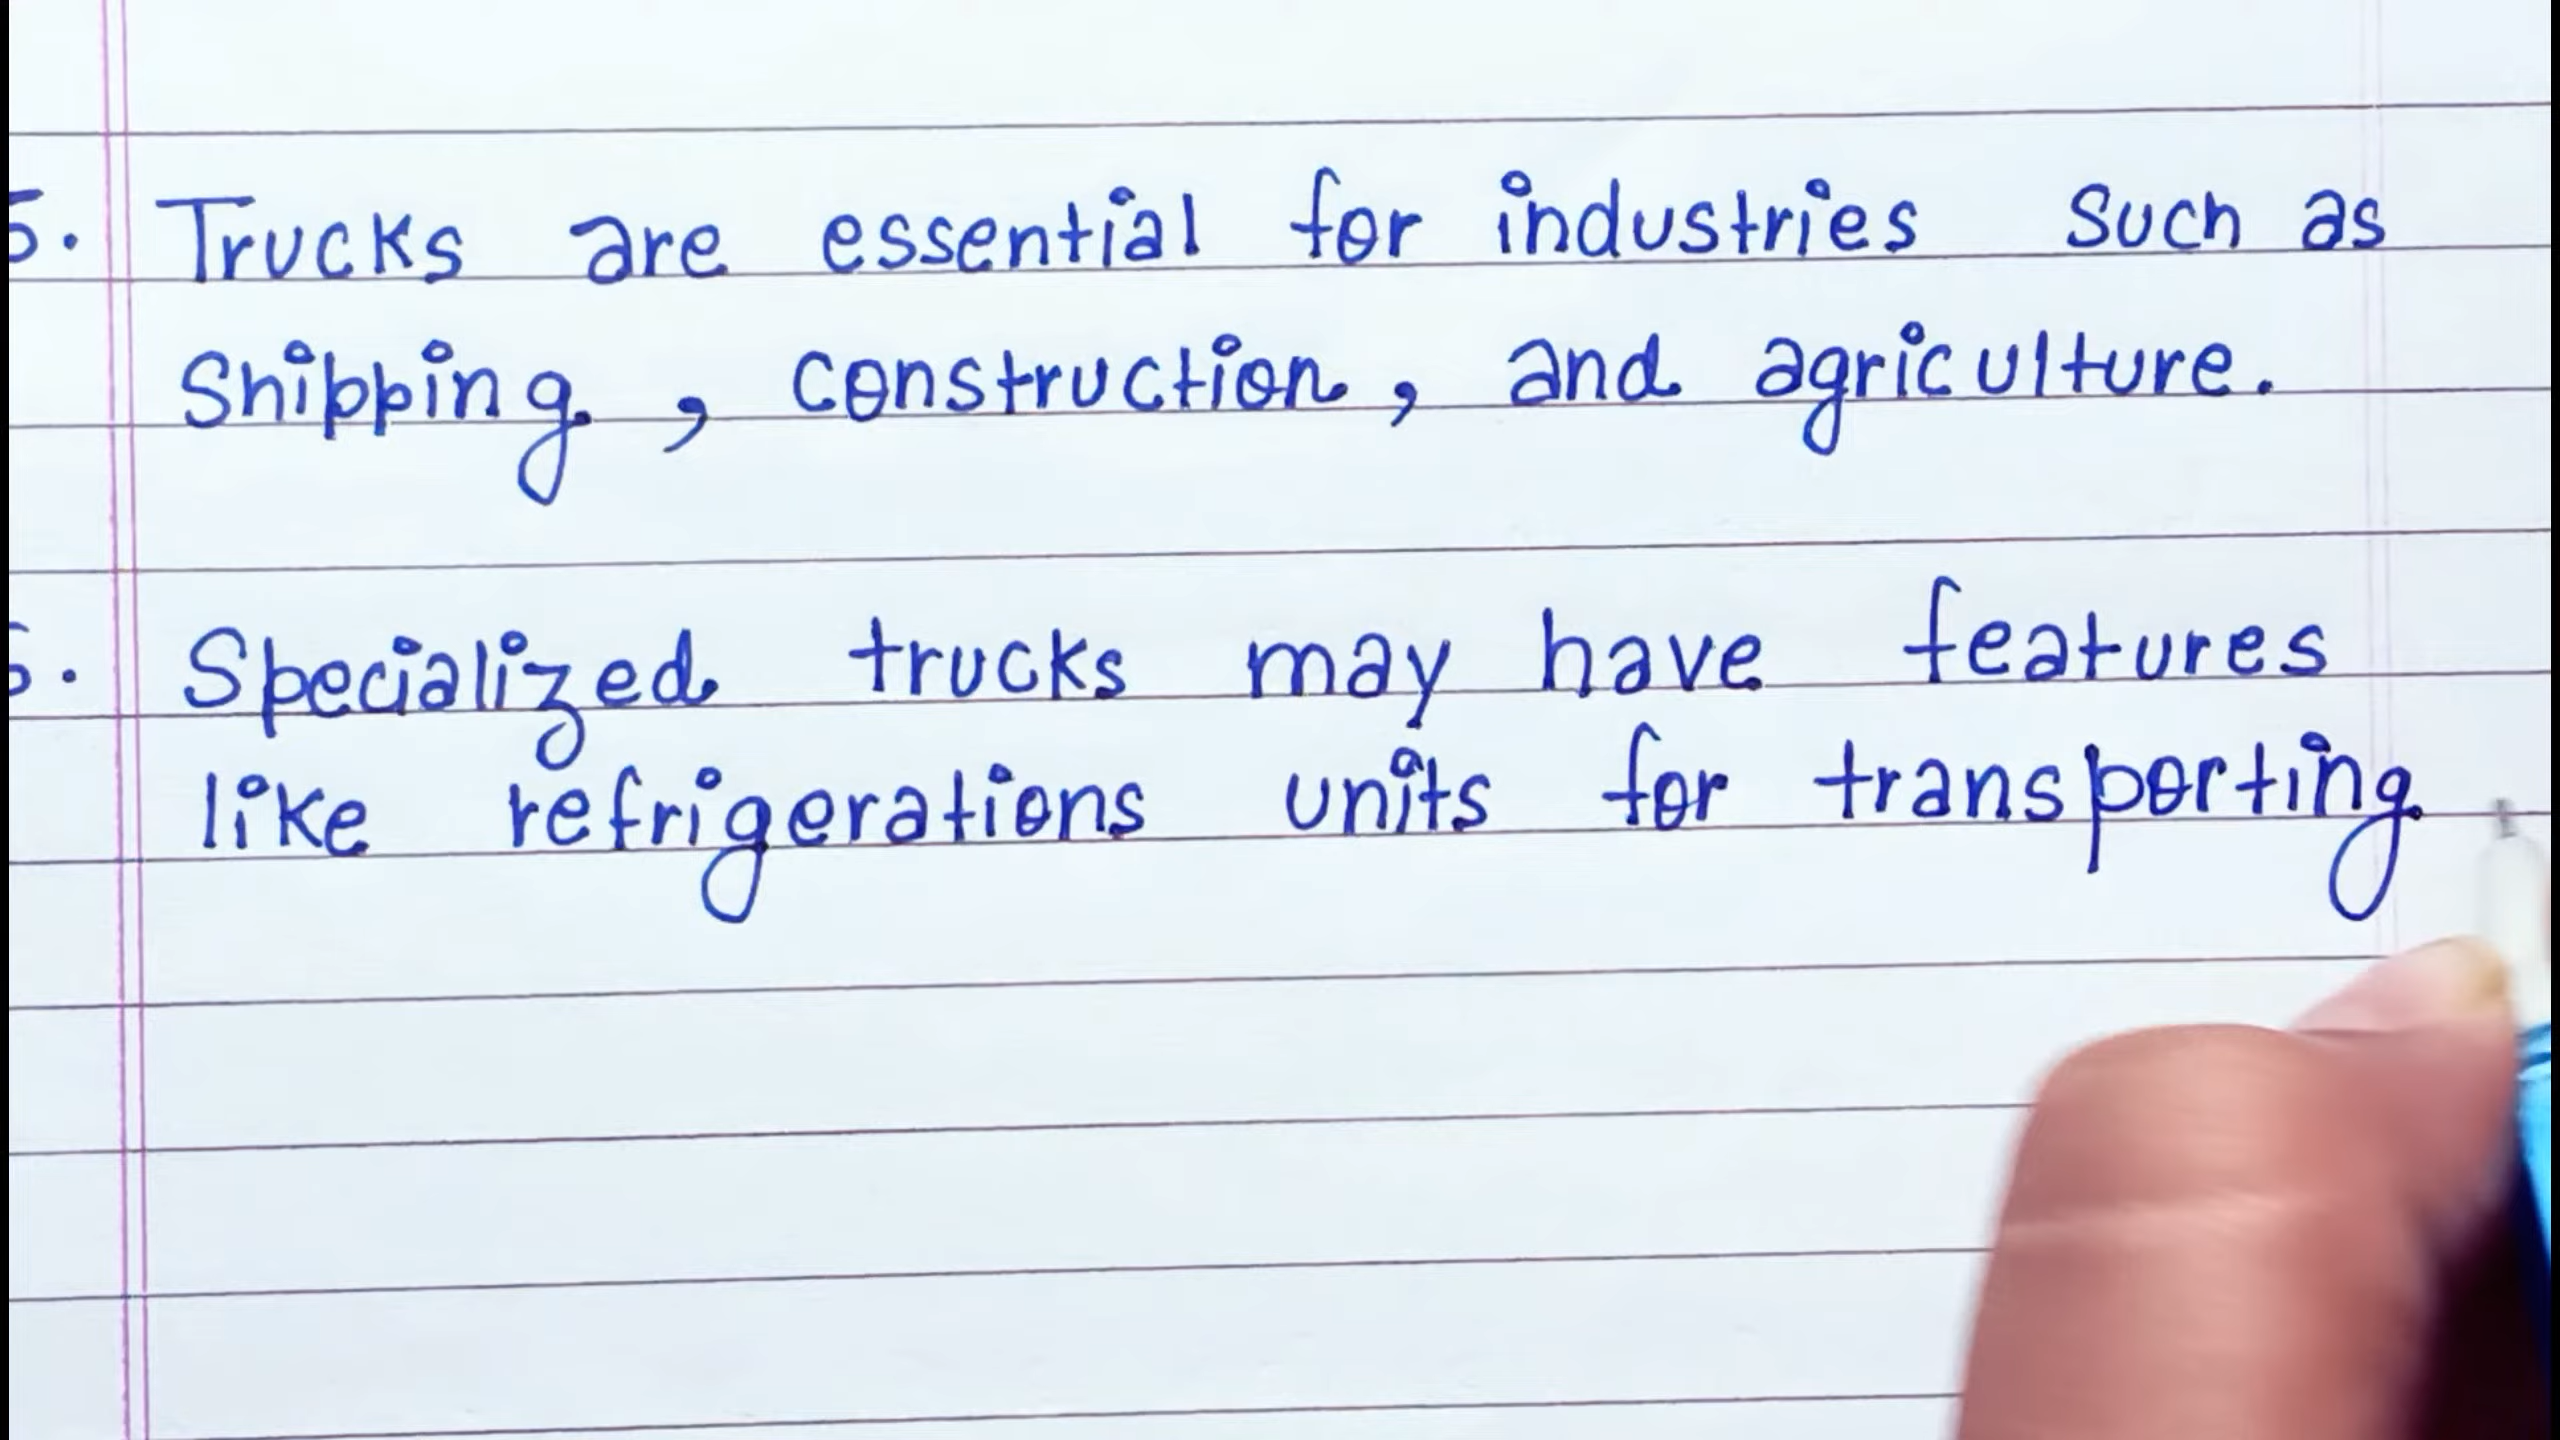 5. Trucks are essential for industries such as
Shipping, construction, and agriculture.
6. Specialized trucks may have features
like refrigerations units for transporting